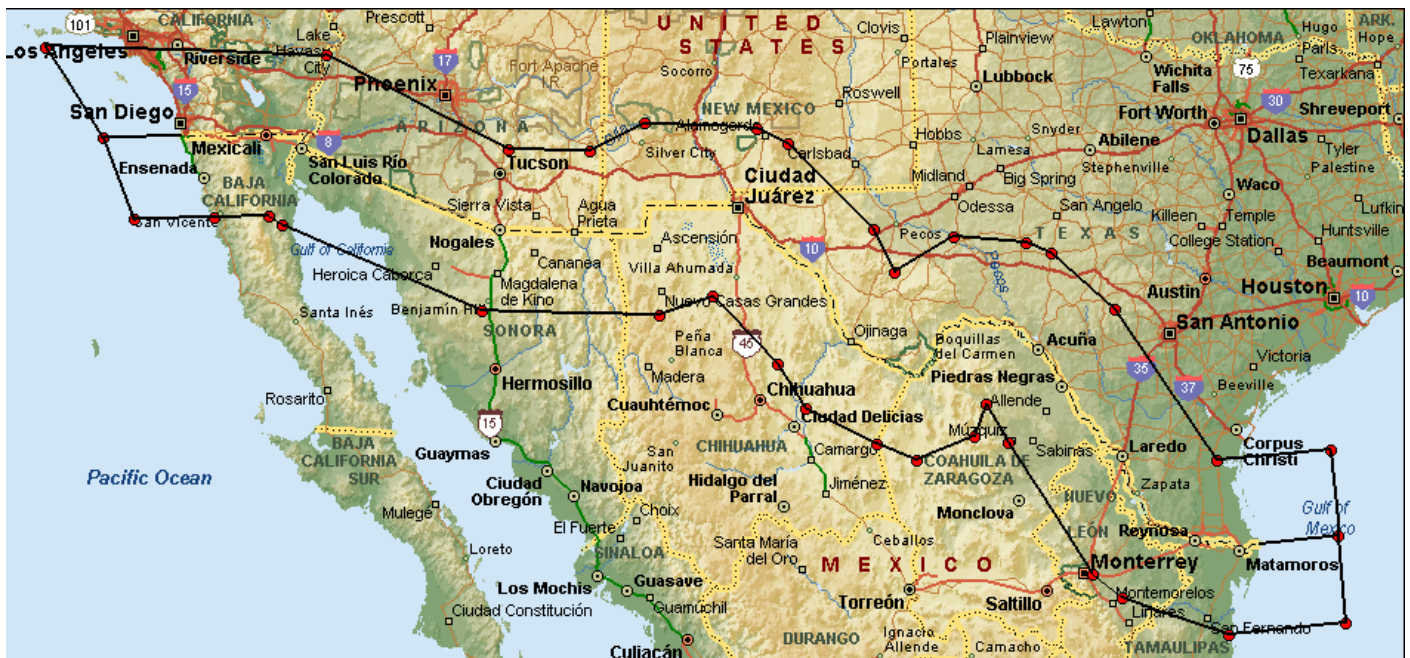 101
CALIFORNIA
Prescott
UNITED
STATES
Clovis
Lawton
Hugo
ARK.
Hope
Lake
Havasu
City
Los Angeles
Riverside
17
Fort Apache
I.R.
Socorro
Portales
Plainview
OKLAHOMA
Paris
Texarkana
15
Phoenix
Lubbock
Wichita
Falls
75
30
San Diego
ARIZONA
NEW MEXICO
Roswell
Fort Worth
Dallas
Shreveport
8
Mexicali
Alamogordo
Hobbs
Snyder
Abilene
Tyler
Ensenada
San Luis Río
Colorado
Tucson
Silver City
Carlsbad
Lamesa
Stephenville
Palestine
BAJA
CALIFORNIA
Ciudad
Juárez
Midland
Big Spring
Waco
Lufkin
San Vicente
Sierra Vista
Agua
Prieta
Odessa
San Angelo
Killeen
Temple
Gulf of California
Nogales
Ascensión
10
Pecos
TEXAS
College Station
Huntsville
Heroica Caborca
Cananea
Villa Ahumada
Pecos
Beaumont
Magdalena
de Kino
Austin
Houston
10
Santa Inés
Benjamin Hill
Nuevo Casas Grandes
SONORA
San Antonio
Peña
Blanca
45
Ojinaga
Boquillas
del Carmen
Acuña
Victoria
Hermosillo
Madera
Chihuahua
Piedras Negras
35
37
Beeville
Rosarito
Cuauhtémoc
Ciudad Delicias
Allende
15
BAJA
CALIFORNIA
SUR
Guaymas
San
Juanito
CHIHUAHUA
Camargo
Múzquiz
Sabinas
Laredo
Corpus
Christi
Pacific Ocean
Ciudad
Obregón
Navojoa
Hidalgo del
Parral
Jiménez
COAHUILA DE
ZARAGOZA
Zapata
Mulegé
Choix
Monclova
NUEVO
LEÓN
Gulf of
Mexico
El Fuerte
Santa María
del Oro
Ceballos
Reynosa
Loreto
SINALOA
MEXICO
Monterrey
Matamoros
Los Mochis
Guasave
Guamúchil
Torreón
Saltillo
Montemorelos
Ciudad Constitución
Linares
San Fernando
Culiacán
DURANGO
Ignacio
Allende
Camacho
TAMAULIPAS